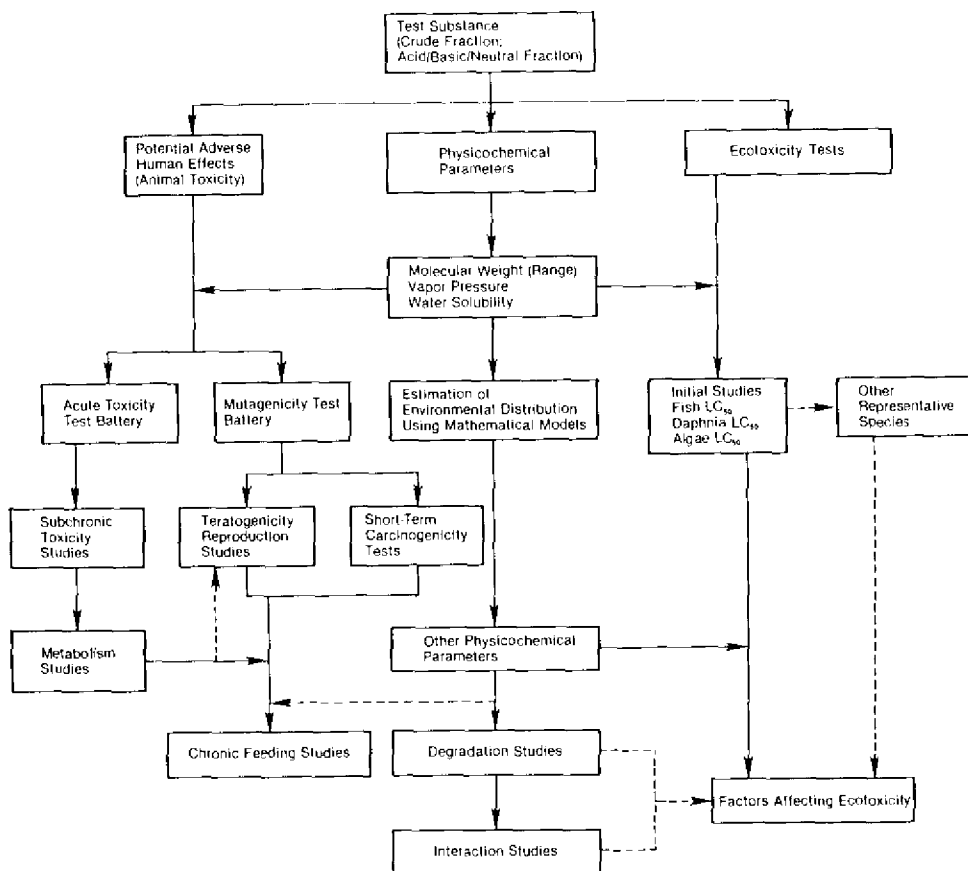 Test Substance
(Crude Fraction;
Acid/Basic/Neutral Fraction)
Potential Adverse
Human Effects
(Animal Toxicity)
Physicochemical
Parameters
Ecotoxicity Tests
Molecular Weight (Range)
Vapor Pressure
Water Solubility
Acute Toxicity
Test Battery
Mutagenicity Test
Battery
Estimation of
Environmental Distribution
Using Mathematical Models
Initial Studies
Fish LC₅₀
Daphnia LC₅₀
Algae LC₅₀
Other
Representative
Species
Subchronic
Toxicity
Studies
Teratogenicity
Reproduction
Studies
Short-Term
Carcinogenicity
Tests
Metabolism
Studies
Other Physicochemical
Parameters
Chronic Feeding Studies
Degradation Studies
Factors Affecting Ecotoxicity
Interaction Studies